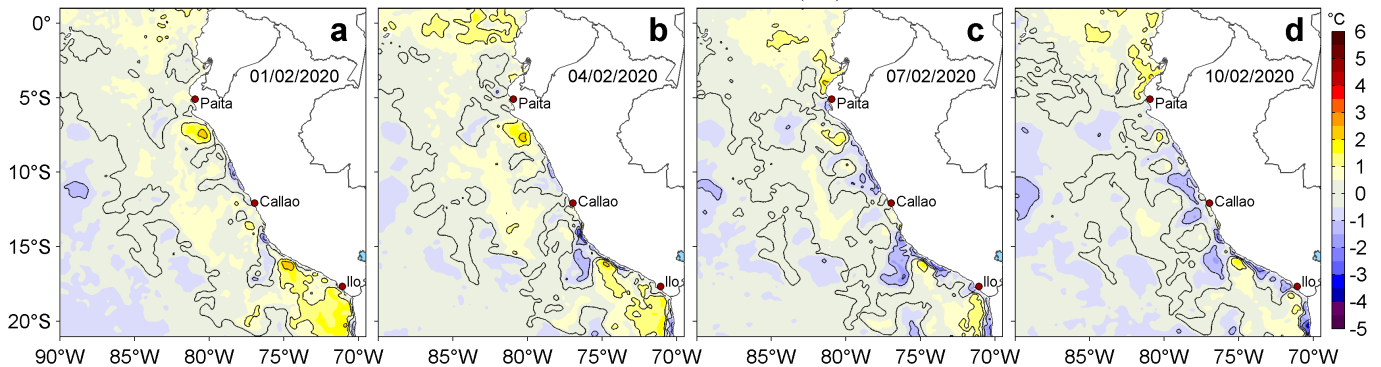 a
b
c
d
°C
01/02/2020
04/02/2020
07/02/2020
10/02/2020
0°
5°S
10°S
15°S
20°S
Paita
Callao
Ilo
Paita
Callao
Ilo
Paita
Callao
Ilo
Paita
Callao
Ilo
90°W 85°W 80°W 75°W 70°W
85°W 80°W 75°W 70°W
85°W 80°W 75°W 70°W
85°W 80°W 75°W 70°W
6
5
4
3
2
1
0
-1
-2
-3
-4
-5